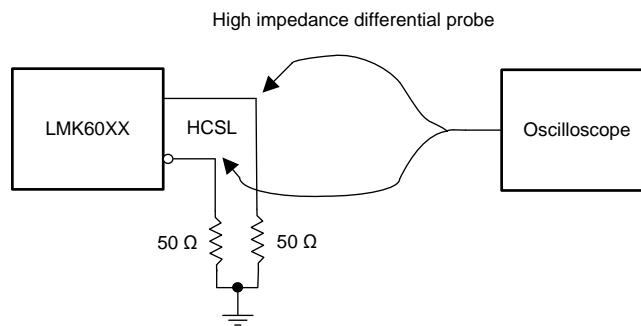 High impedance differential probe
LMK60XX
HCSL
Oscilloscope
50 Ω
50 Ω